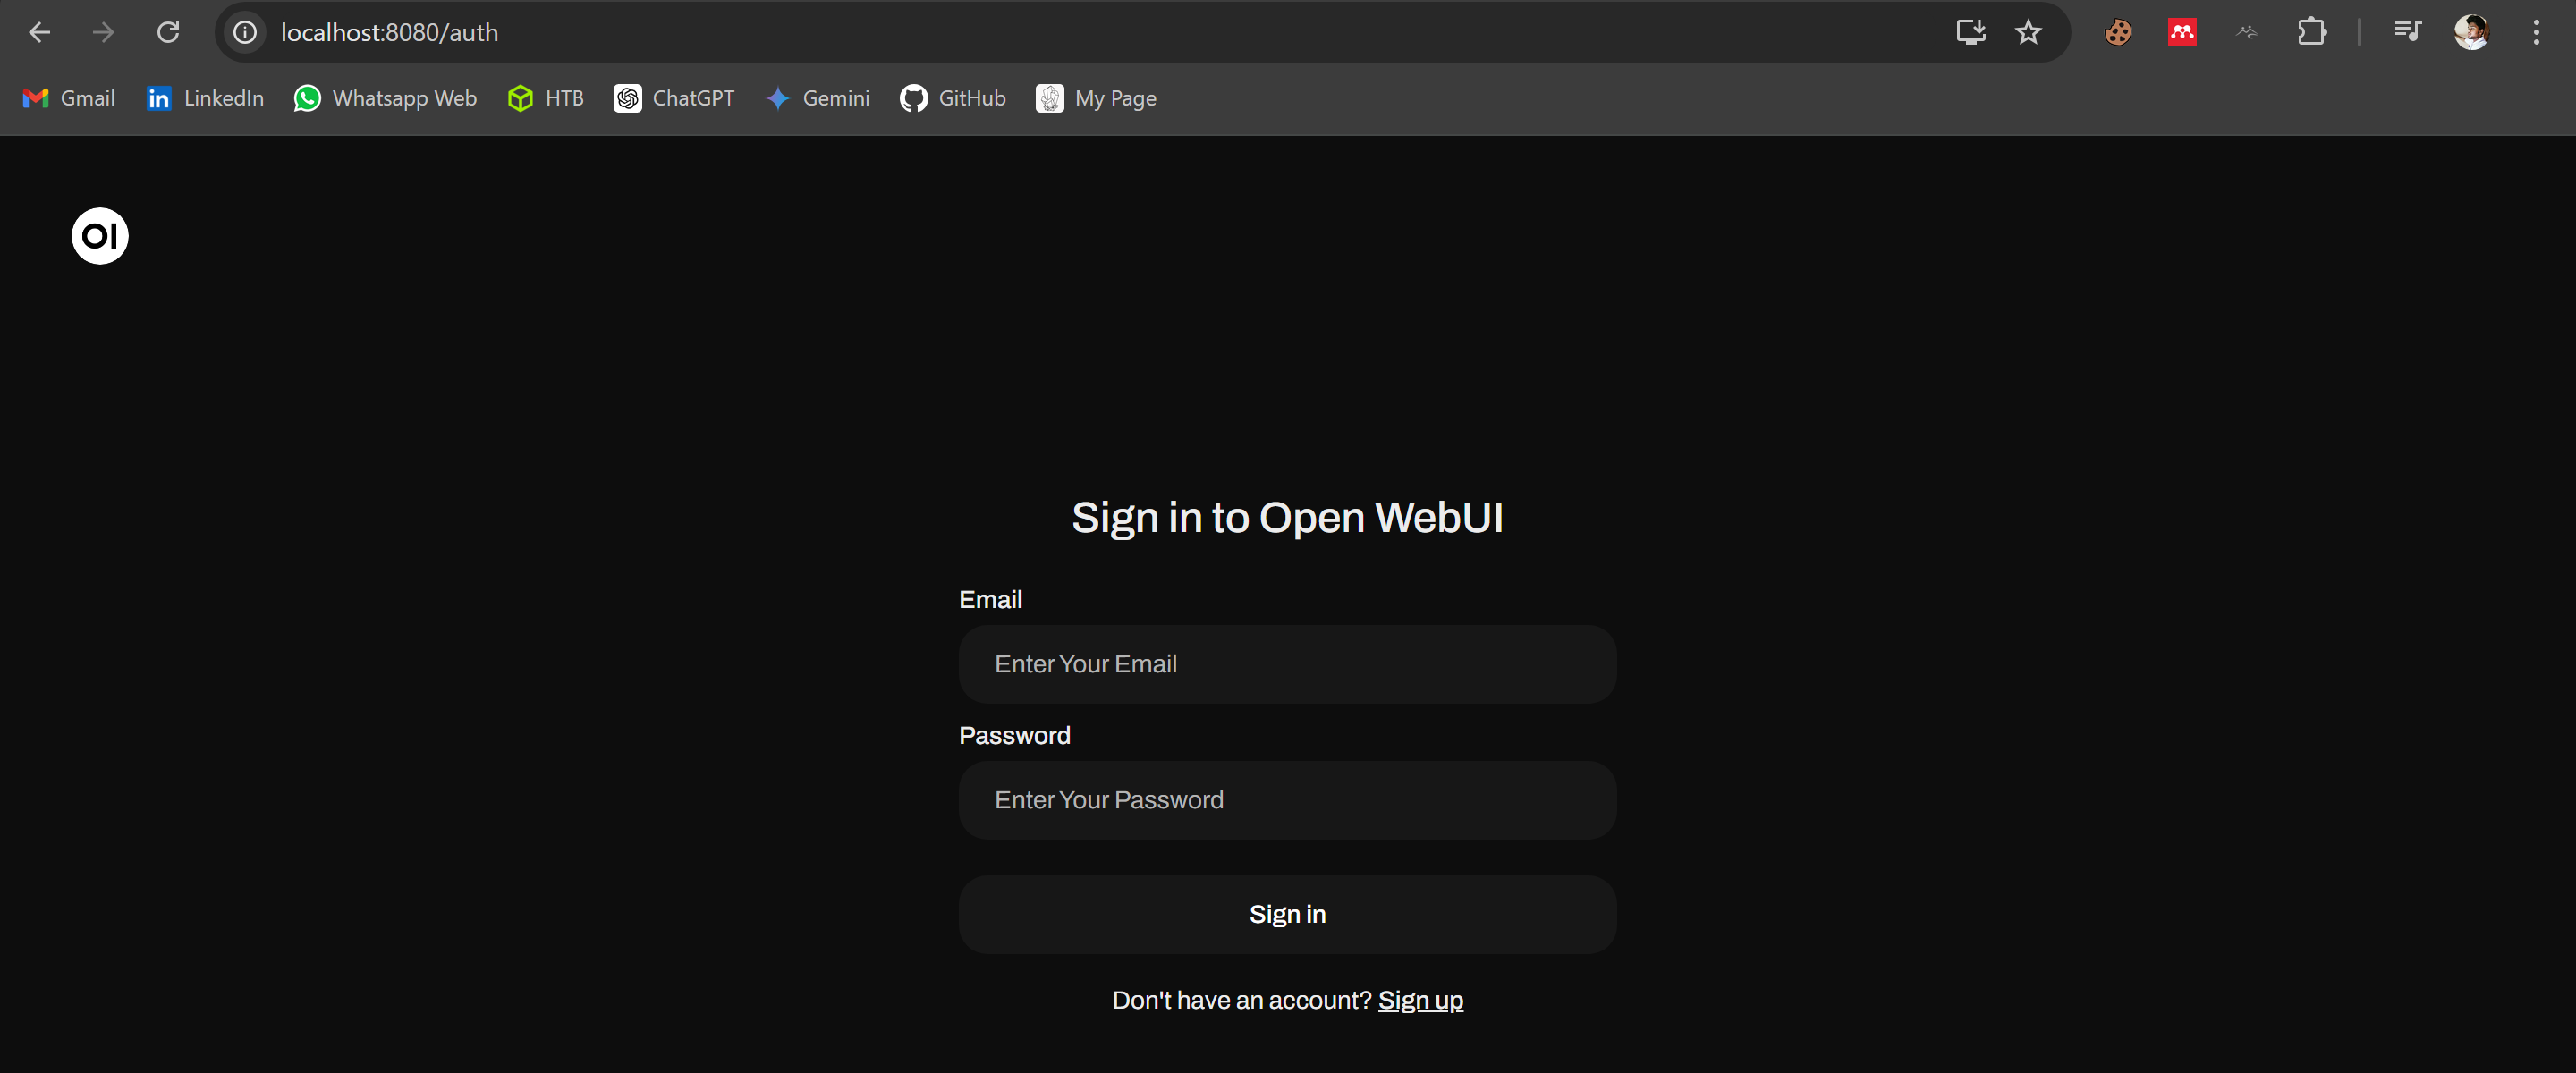 localhost:8080/auth
Gmail LinkedIn Whatsapp Web HTB ChatGPT Gemini GitHub My Page
OI
Sign in to Open WebUI
Email
Enter Your Email
Password
Enter Your Password
Sign in
Don't have an account? Sign up